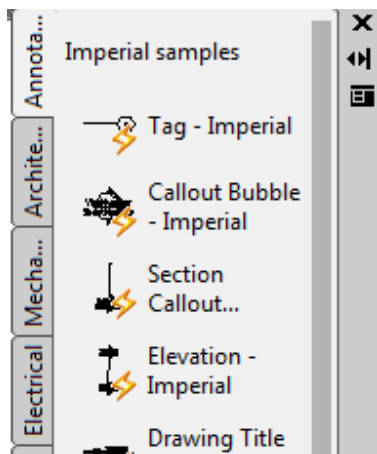 Annota...
Archite...
Mecha...
Electrical
Imperial samples
Tag - Imperial
Callout Bubble
- Imperial
Section
Callout...
Elevation -
Imperial
Drawing Title